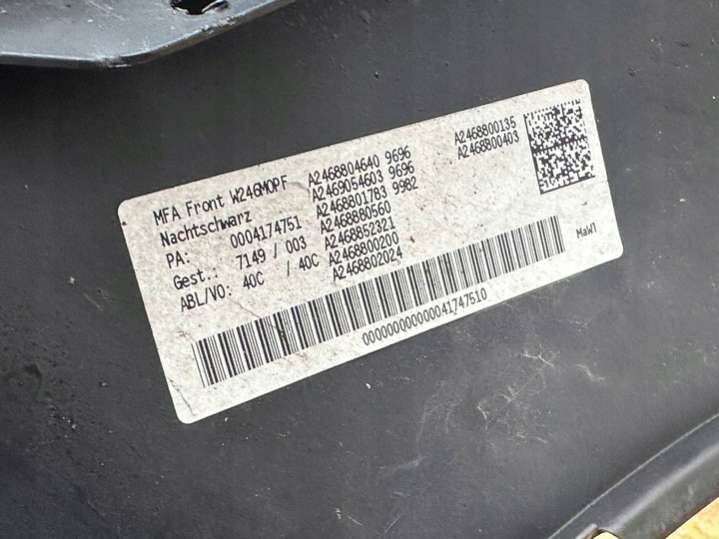 MFA Front W246MOPF A2468804640 9696 A2468800135
Nachtschwarz A2469054603 9696 A2468800403
PA: 0004174751 A2468801783 9982
Gest.: 7149 / 003 A2468880560
ABL/VO: 40C / 40C A2468852321
A2468800200
A2468802024
MaWl
00000000000041747510